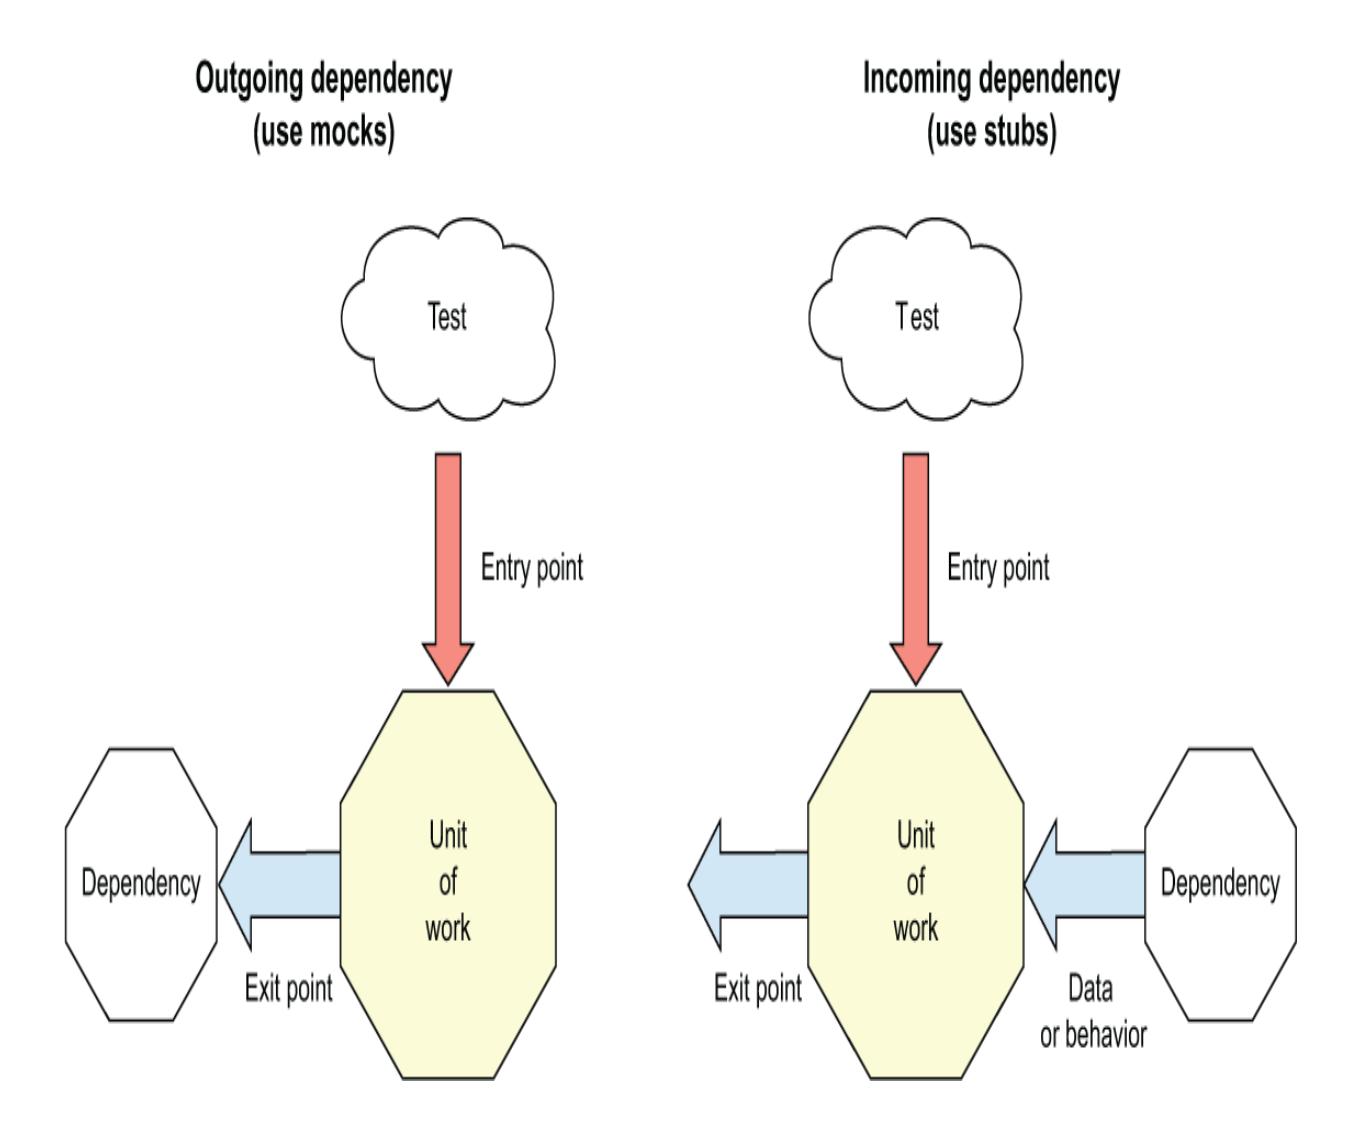 Outgoing dependency
(use mocks)
Incoming dependency
(use stubs)
Test
Test
Entry point
Entry point
Unit
of
work
Dependency
Exit point
Unit
of
work
Dependency
Exit point
Data
or behavior